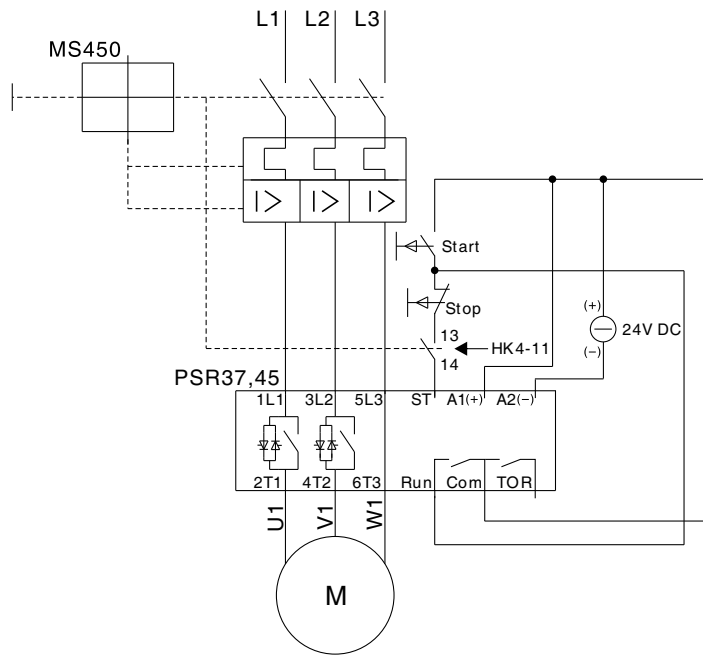 L1 L2 L3
MS450
I> I> I>
Start
Stop
(+)
24V DC
(−)
13
HK4-11
14
PSR37,45
1L1 3L2 5L3 ST A1(+) A2(−)
2T1 4T2 6T3 Run Com TOR
U1 V1 W1
M